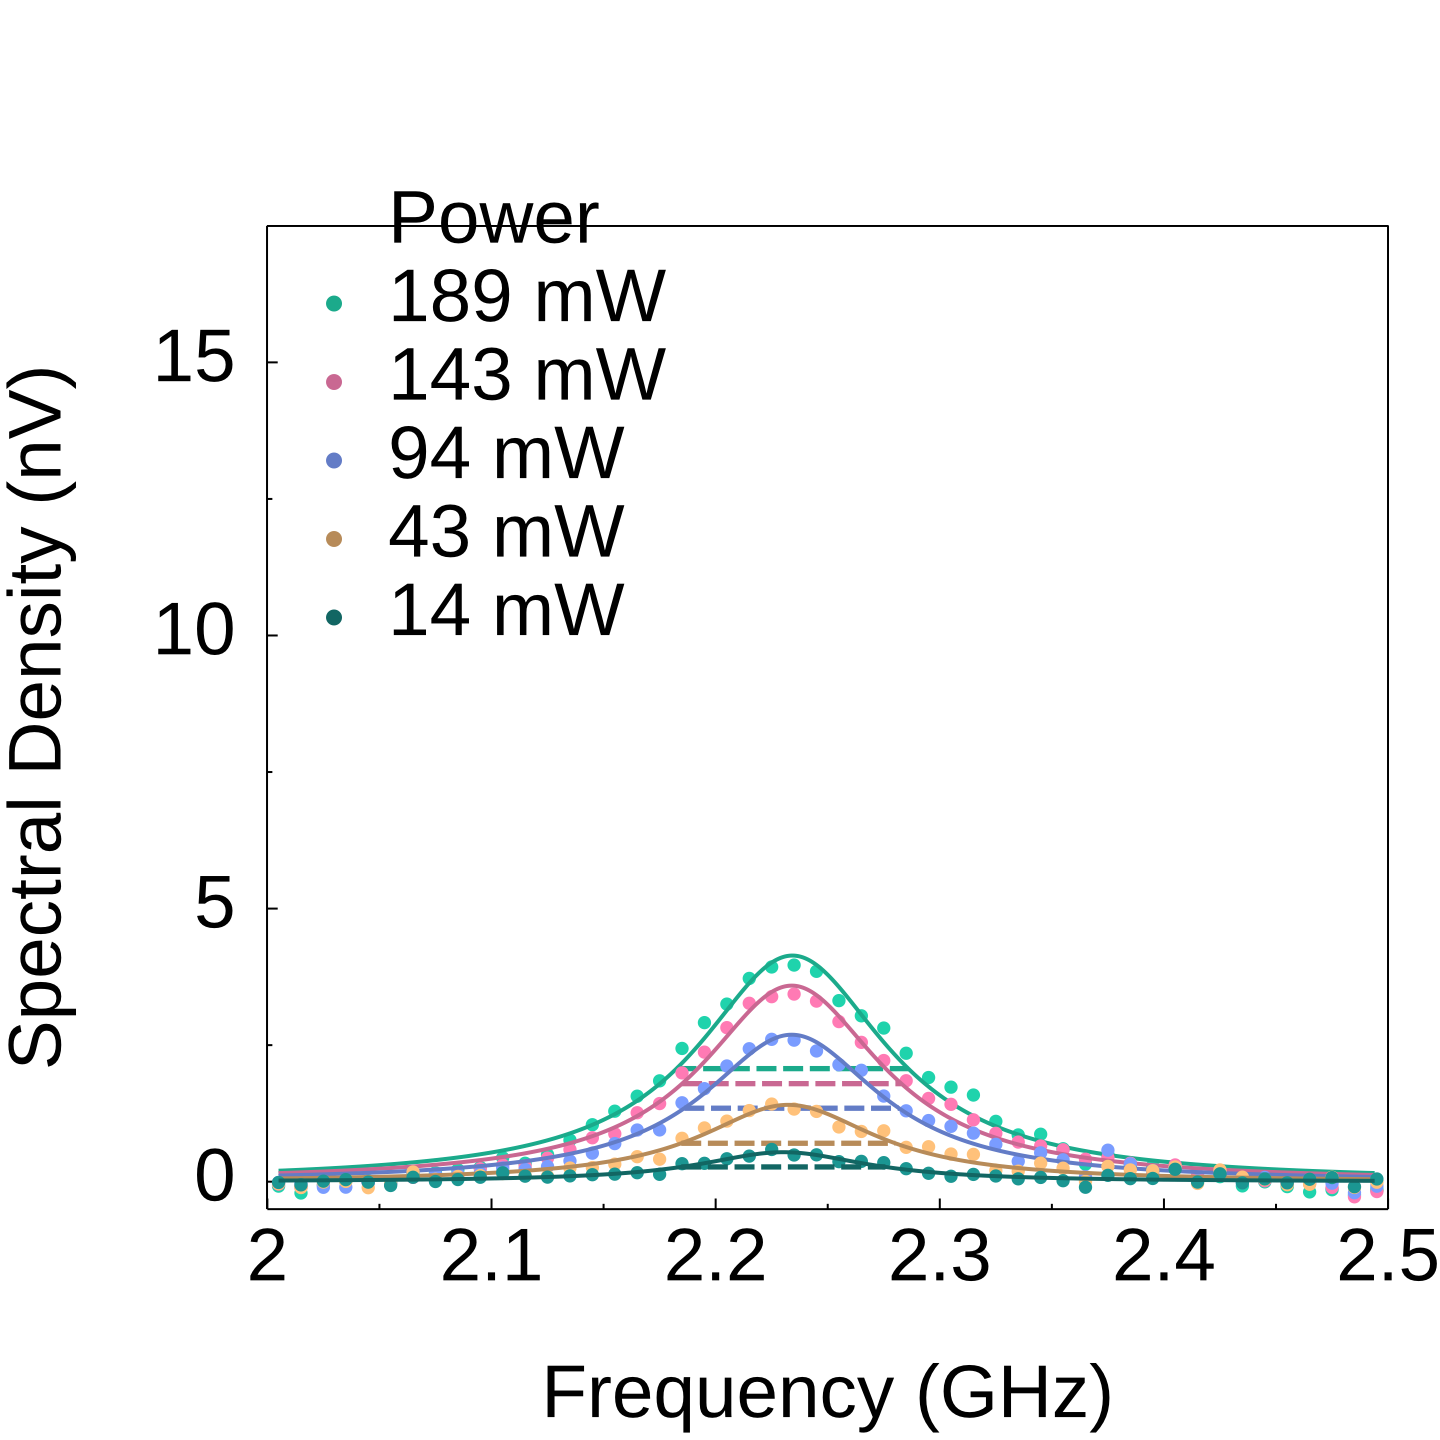 Power
189 mW
143 mW
94 mW
43 mW
14 mW
15
10
5
0
Spectral Density (nV)
2 2.1 2.2 2.3 2.4 2.5
Frequency (GHz)